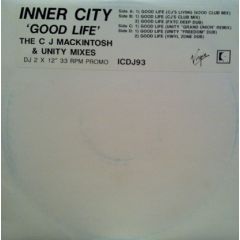 INNER CITY
'GOOD LIFE'
THE C J MACKINTOSH
& UNITY MIXES
DJ 2 X 12" 33 RPM PROMO
ICDJ93
Side A: 1) GOOD LIFE (CJ'S LIVING GOOD CLUB MIX)
Side B: 1) GOOD LIFE (CJ'S CLUB MIX)
2) GOOD LIFE (FXTC DEEP DUB)
Side C: 1) GOOD LIFE (UNITY "GRAND UNION" REMIX)
Side D: 1) GOOD LIFE (UNITY "FREEDOM" DUB)
2) GOOD LIFE (VINYL ZONE DUB)
Virgin